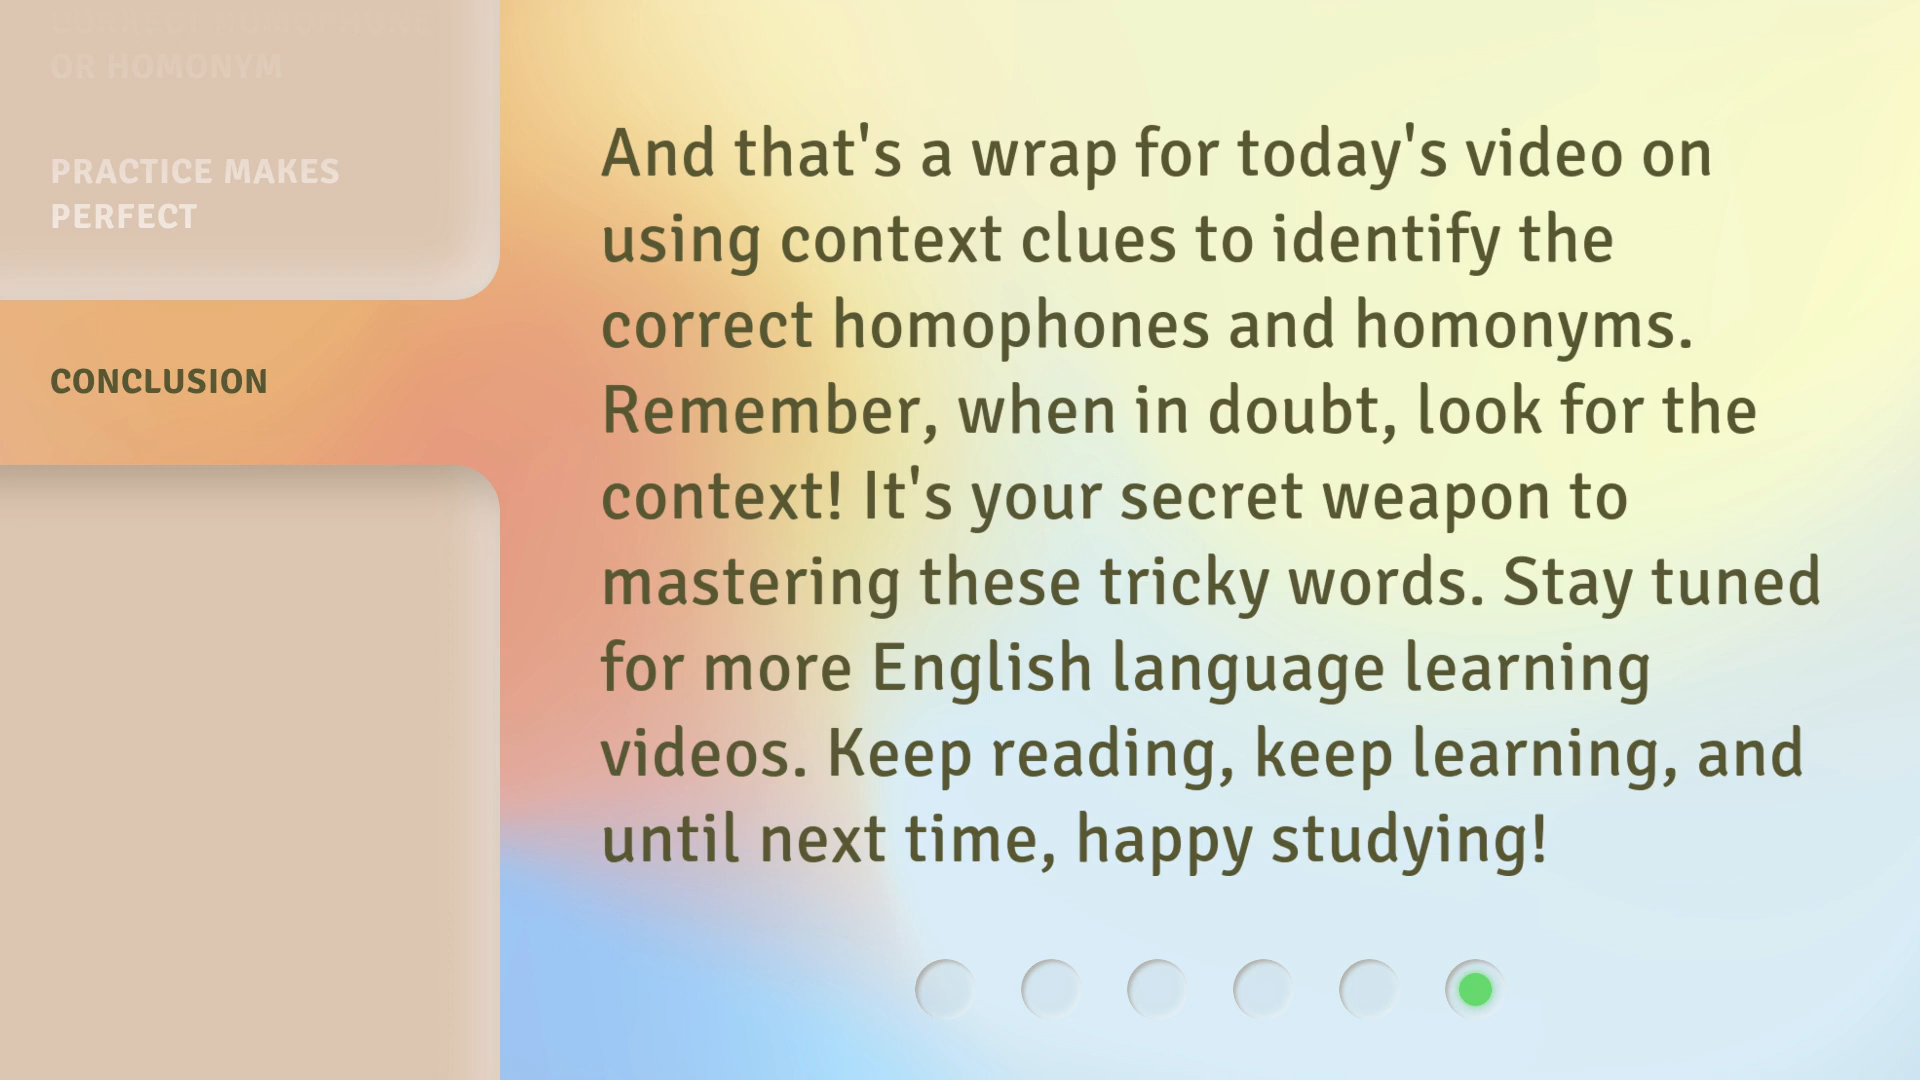 CORRECT HOMOPHONE
OR HOMONYM
PRACTICE MAKES
PERFECT
CONCLUSION
And that's a wrap for today's video on
using context clues to identify the
correct homophones and homonyms.
Remember, when in doubt, look for the
context! It's your secret weapon to
mastering these tricky words. Stay tuned
for more English language learning
videos. Keep reading, keep learning, and
until next time, happy studying!